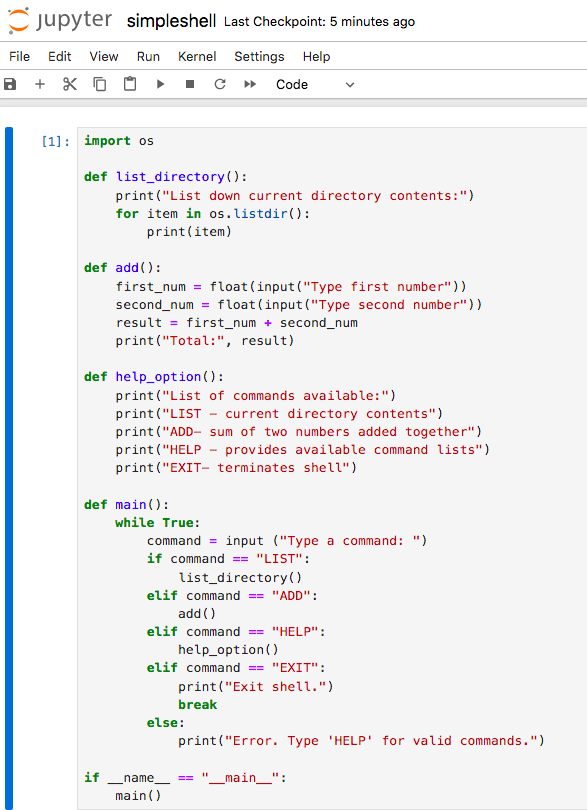 jupyter simpleshell Last Checkpoint: 5 minutes ago
File Edit View Run Kernel Settings Help
Code
[1]: import os
def list_directory():
    print("List down current directory contents:")
    for item in os.listdir():
        print(item)
def add():
    first_num = float(input("Type first number"))
    second_num = float(input("Type second number"))
    result = first_num + second_num
    print("Total:", result)
def help_option():
    print("List of commands available:")
    print("LIST – current directory contents")
    print("ADD– sum of two numbers added together")
    print("HELP – provides available command lists")
    print("EXIT– terminates shell")
def main():
    while True:
        command = input ("Type a command: ")
        if command == "LIST":
            list_directory()
        elif command == "ADD":
            add()
        elif command == "HELP":
            help_option()
        elif command == "EXIT":
            print("Exit shell.")
            break
        else:
            print("Error. Type 'HELP' for valid commands.")
if __name__ == "__main__":
    main()